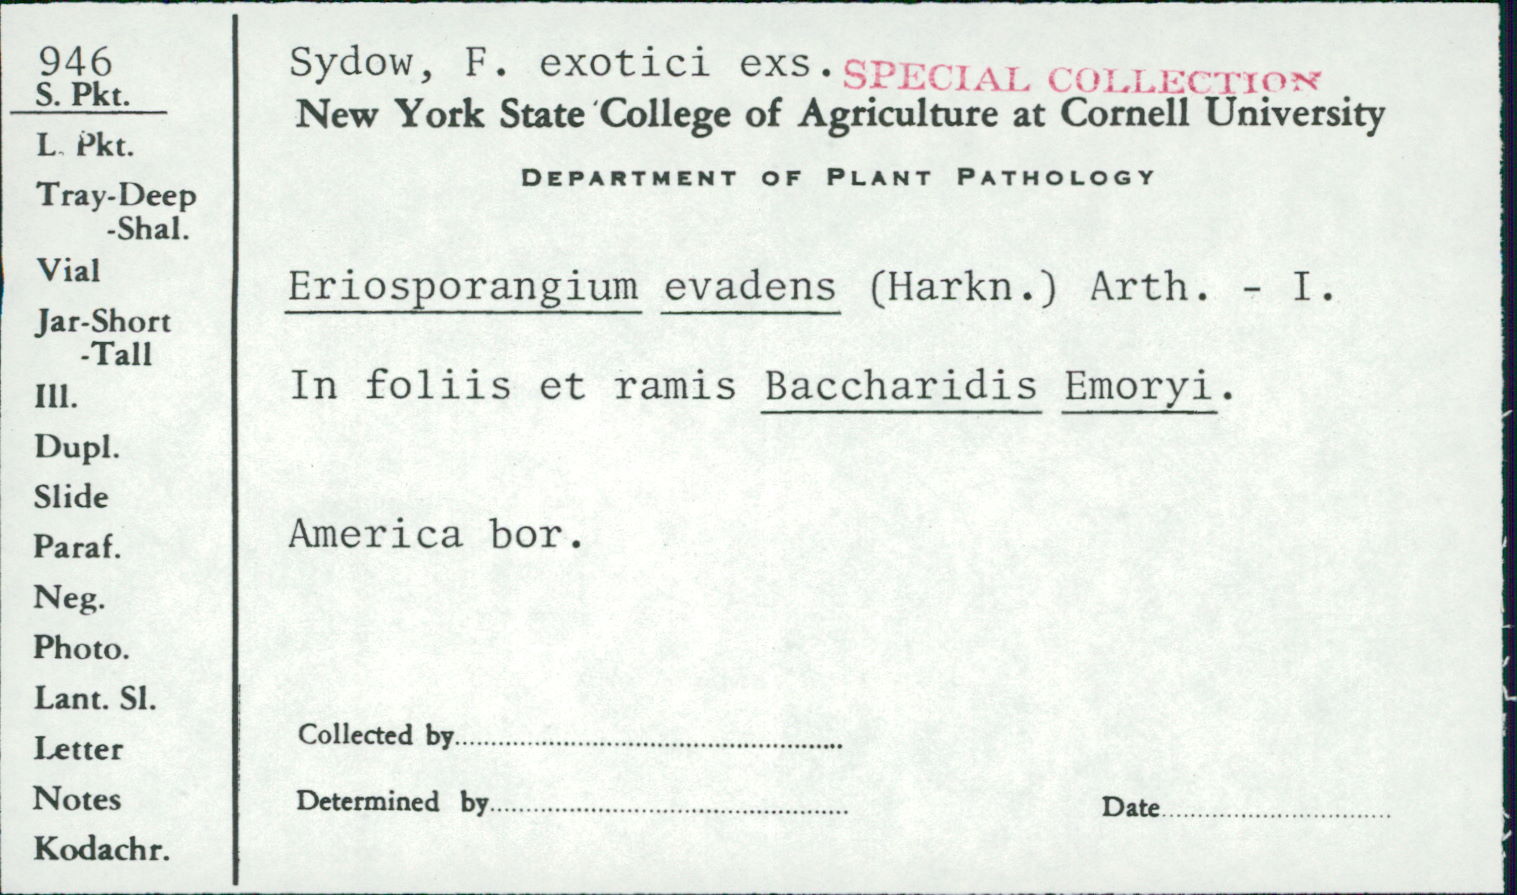 946
S. Pkt.
L. Pkt.
Tray-Deep
-Shal.
Vial
Jar-Short
-Tall
Ill.
Dupl.
Slide
Paraf.
Neg.
Photo.
Lant. Sl.
Letter
Notes
Kodachr.
Sydow, F. exotici exs. SPECIAL COLLECTION
New York State College of Agriculture at Cornell University
DEPARTMENT OF PLANT PATHOLOGY
Eriosporangium evadens (Harkn.) Arth. - I.
In foliis et ramis Baccharidis Emoryi.
America bor.
Collected by
Determined by
Date